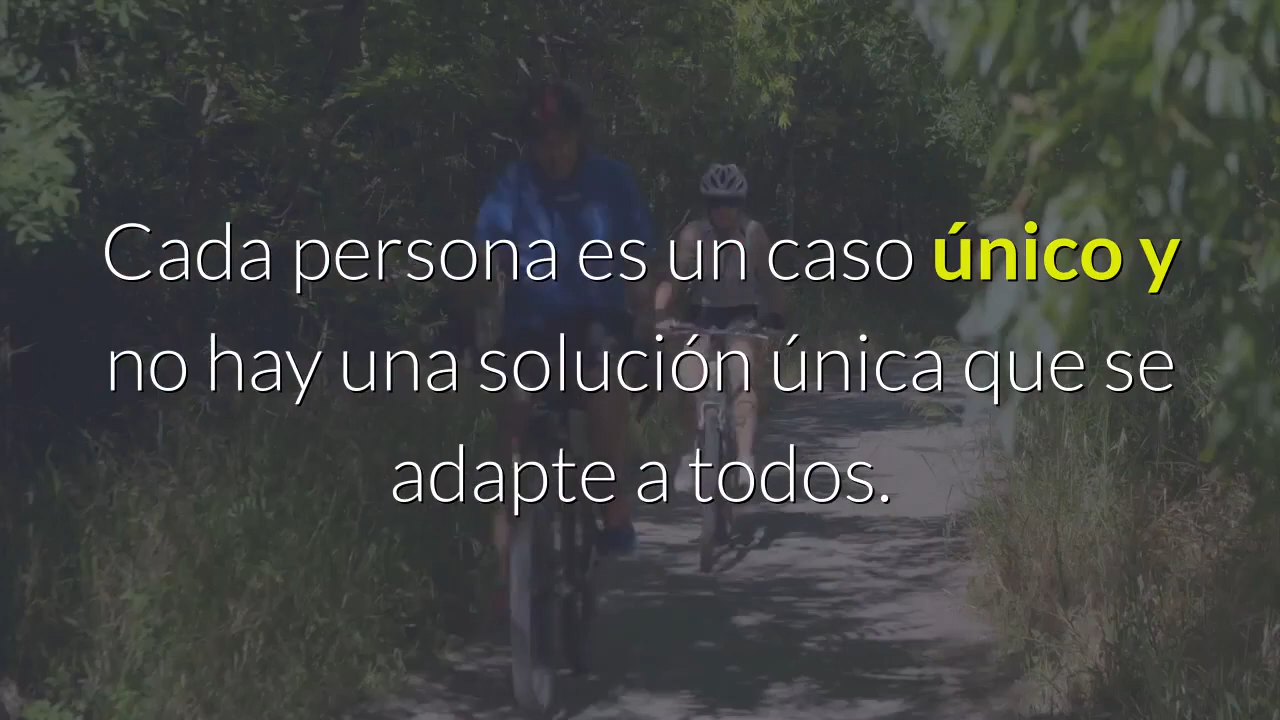 Cada persona es un caso único y
no hay una solución única que se
adapte a todos.